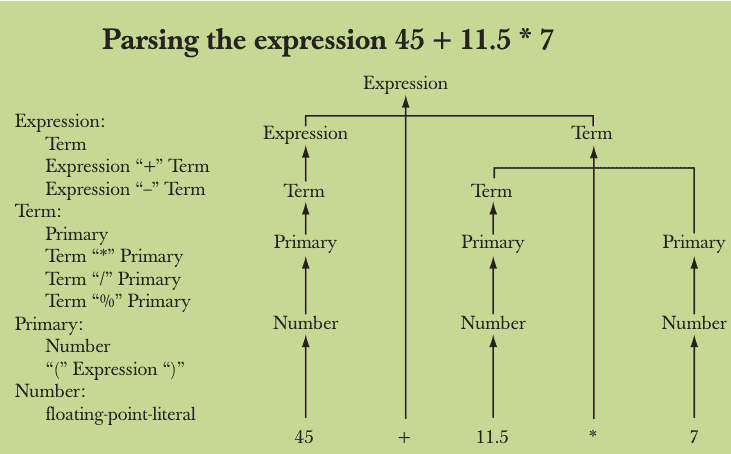 Parsing the expression 45 + 11.5 * 7
Expression
Expression:
Term
Expression “+” Term
Expression “–” Term
Term:
Primary
Term “*” Primary
Term “/” Primary
Term “%” Primary
Primary:
Number
“(” Expression “)”
Number:
floating-point-literal
Expression Term
Term Term
Primary Primary Primary
Number Number Number
45 + 11.5 * 7